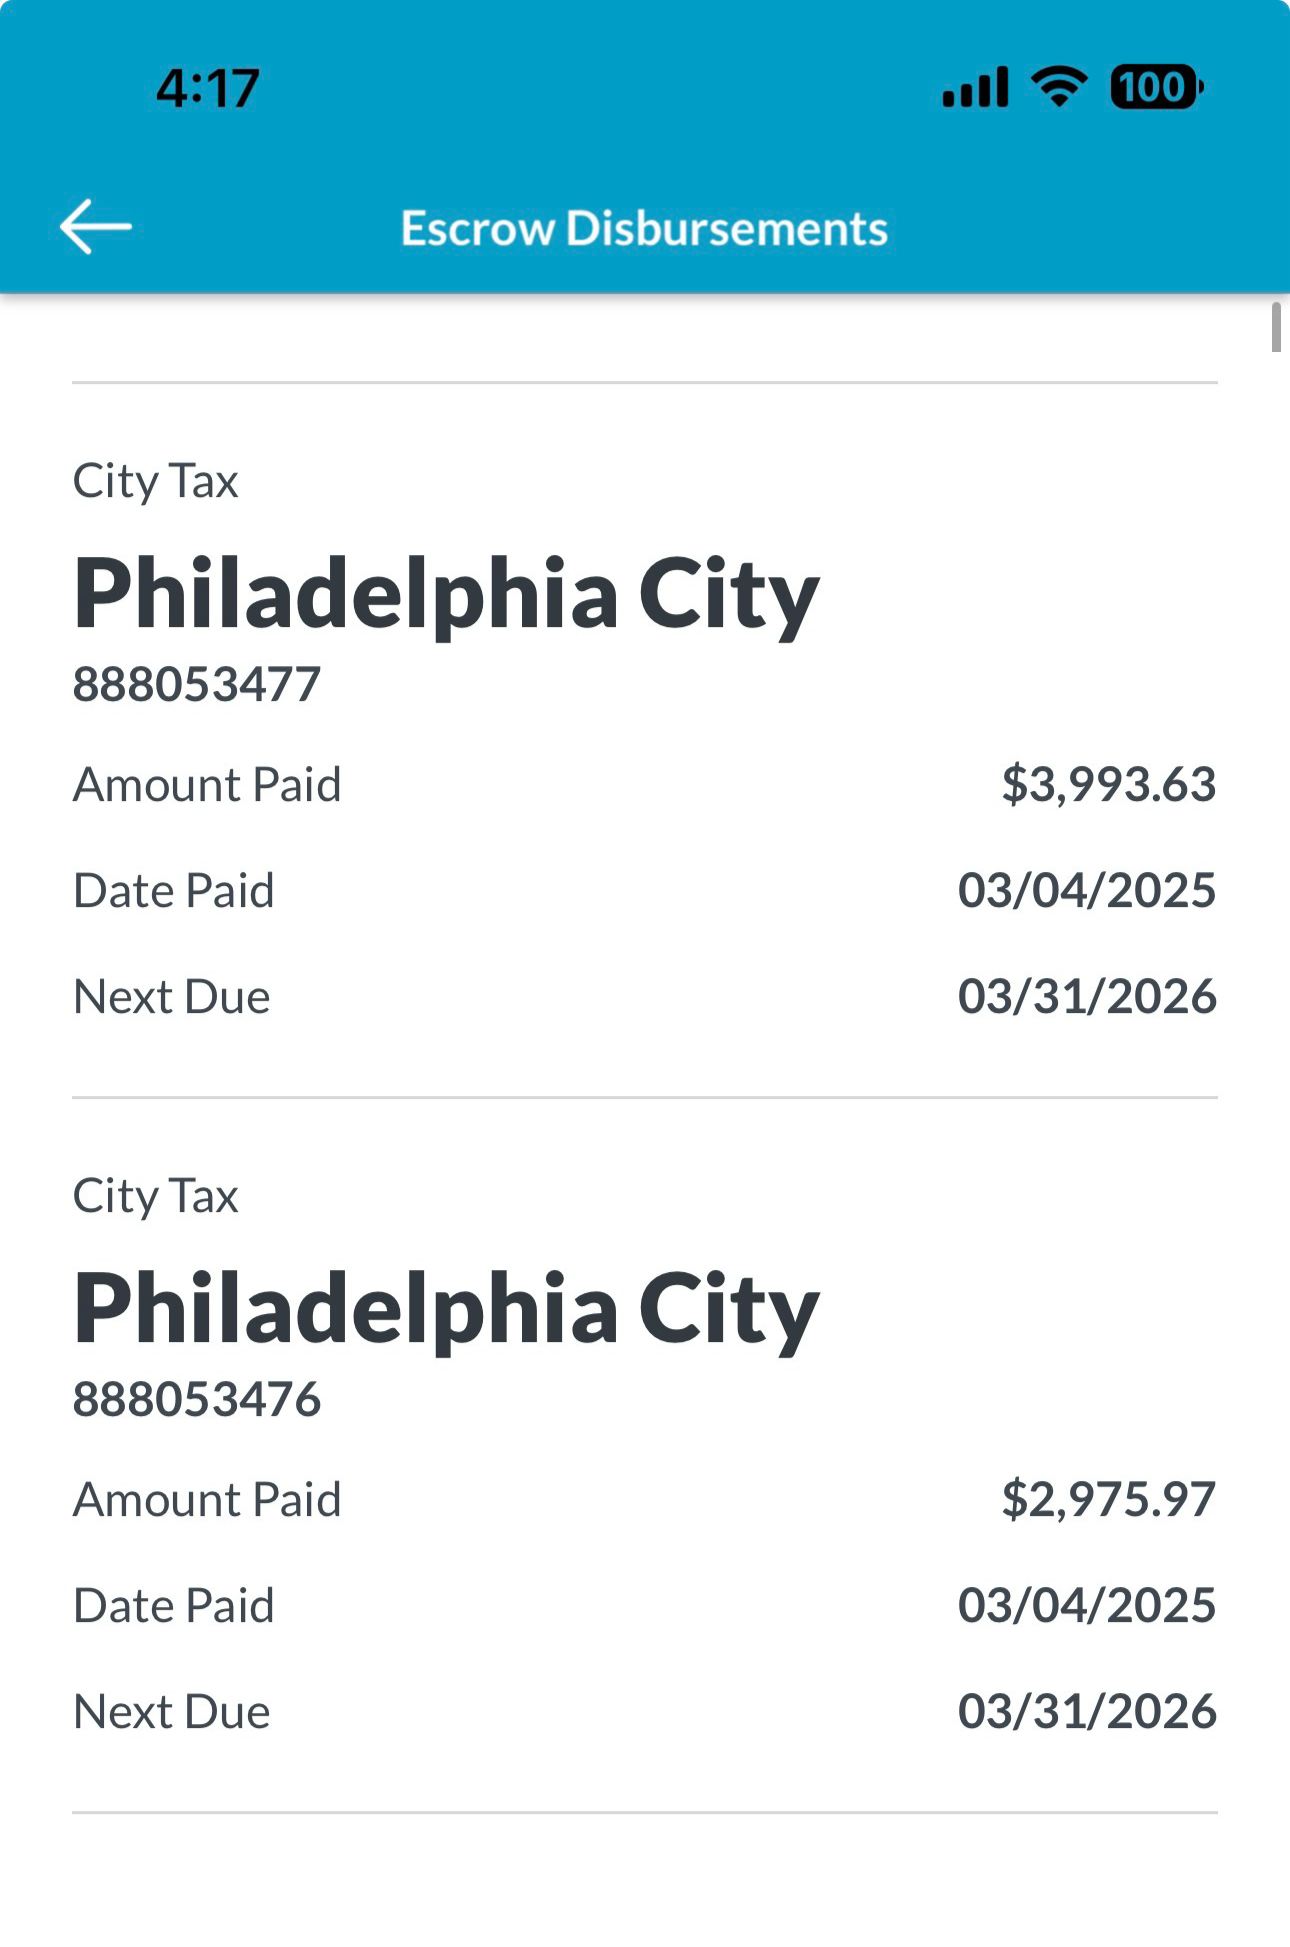 4:17
100
Escrow Disbursements
City Tax
Philadelphia City
888053477
Amount Paid $3,993.63
Date Paid 03/04/2025
Next Due 03/31/2026
City Tax
Philadelphia City
888053476
Amount Paid $2,975.97
Date Paid 03/04/2025
Next Due 03/31/2026